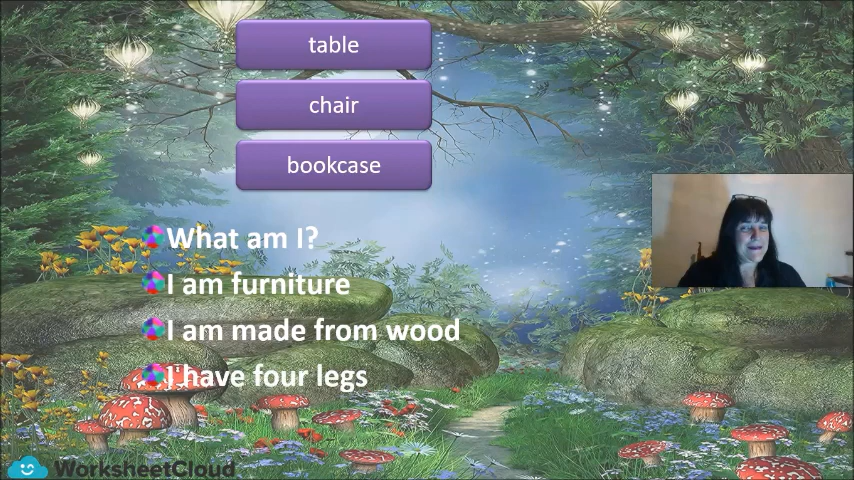 table
chair
bookcase
What am I?
I am furniture
I am made from wood
I have four legs
WorksheetCloud